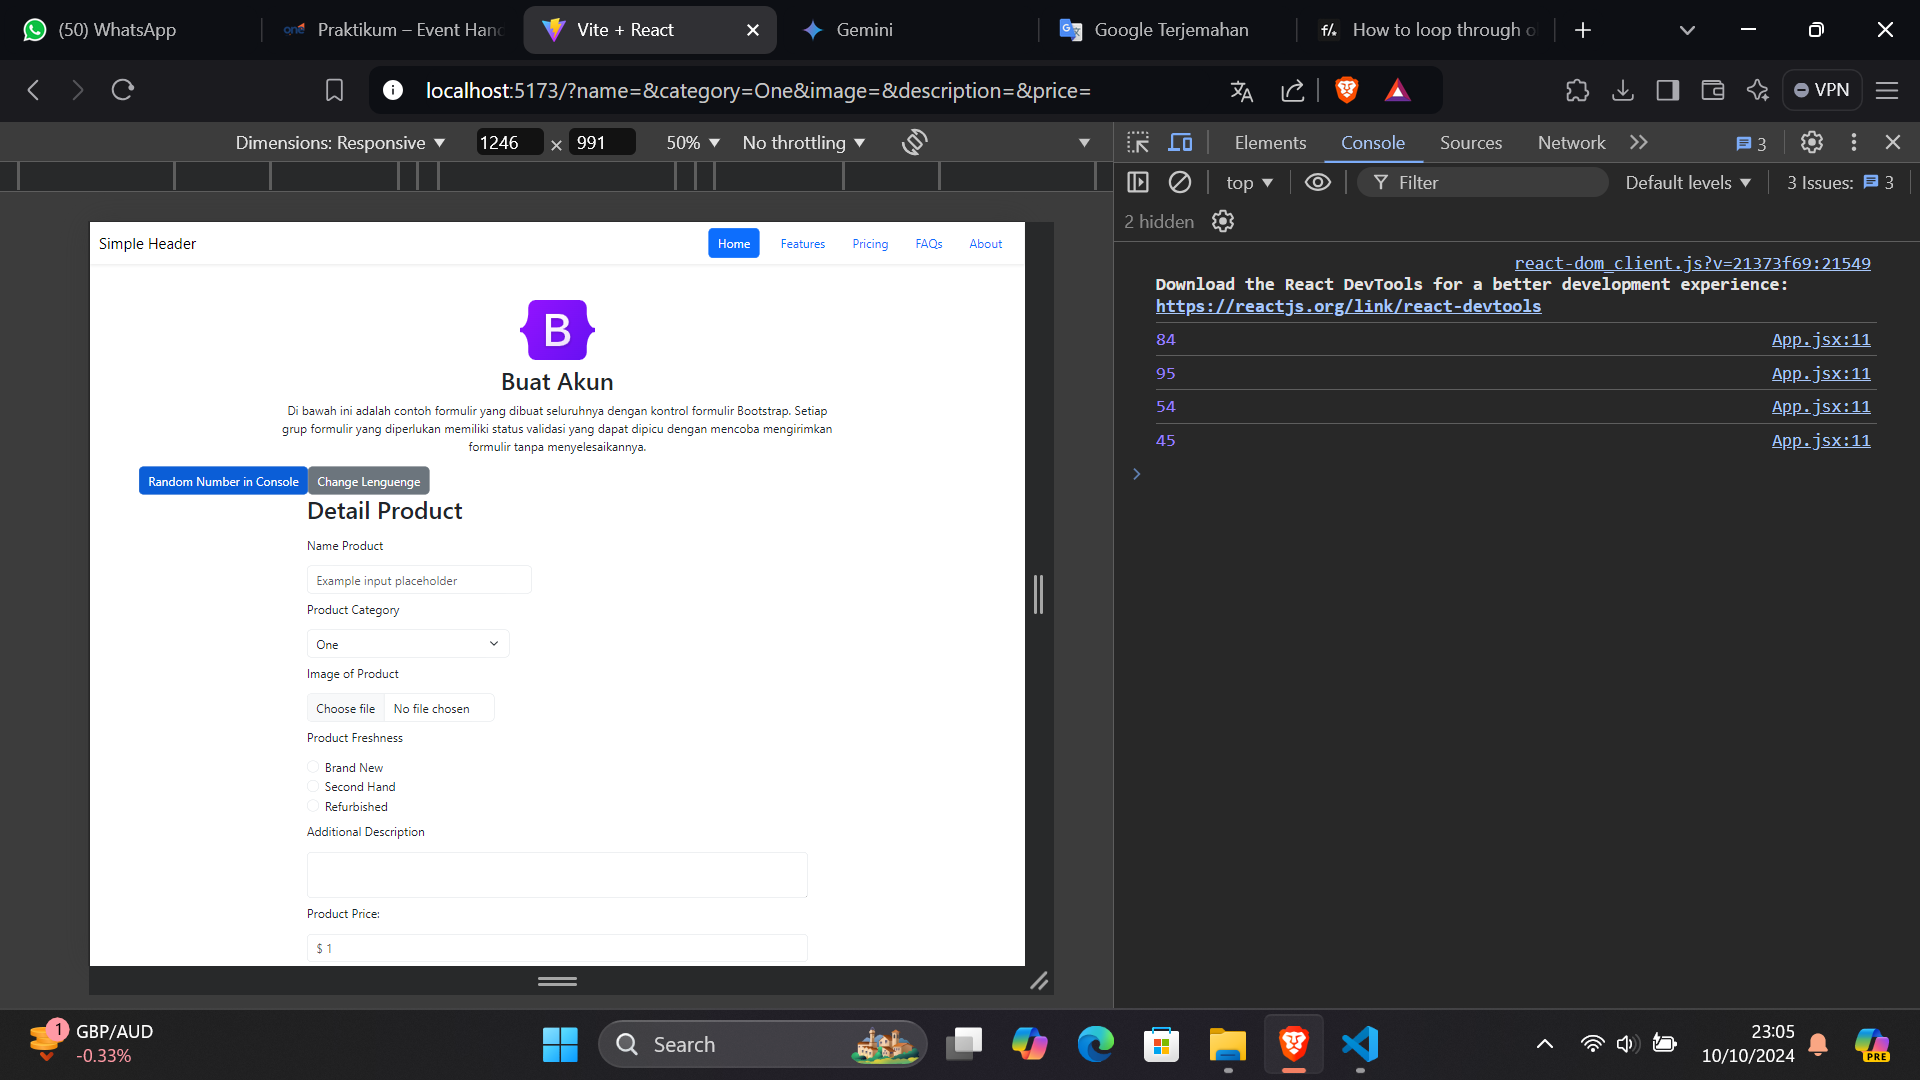 (50) WhatsApp
Praktikum – Event Hand
Vite + React
Gemini
Google Terjemahan
f/.
How to loop through o
localhost:5173/?name=&category=One&image=&description=&price=
VPN
Dimensions: Responsive
1246
×
991
50%
No throttling
Elements
Console
Sources
Network
3
top
Filter
Default levels
3 Issues:
3
2 hidden
Simple Header
Home
Features
Pricing
FAQs
About
B
Buat Akun
Di bawah ini adalah contoh formulir yang dibuat seluruhnya dengan kontrol formulir Bootstrap. Setiap
grup formulir yang diperlukan memiliki status validasi yang dapat dipicu dengan mencoba mengirimkan
formulir tanpa menyelesaikannya.
Random Number in Console
Change Lenguenge
Detail Product
Name Product
Example input placeholder
Product Category
One
Image of Product
Choose file
No file chosen
Product Freshness
Brand New
Second Hand
Refurbished
Additional Description
Product Price:
$ 1
react-dom_client.js?v=21373f69:21549
Download the React DevTools for a better development experience:
https://reactjs.org/link/react-devtools
84
App.jsx:11
95
App.jsx:11
54
App.jsx:11
45
App.jsx:11
1
GBP/AUD
-0.33%
Search
23:05
10/10/2024
PRE